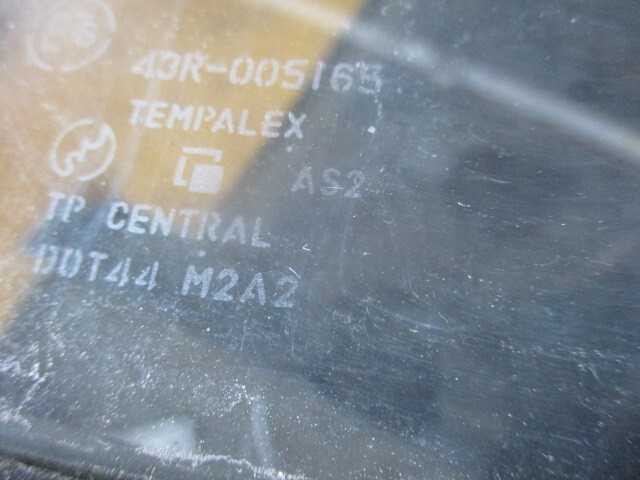 43R-005165
TEMPALEX
AS2
TP CENTRAL
DOT44 M2A2